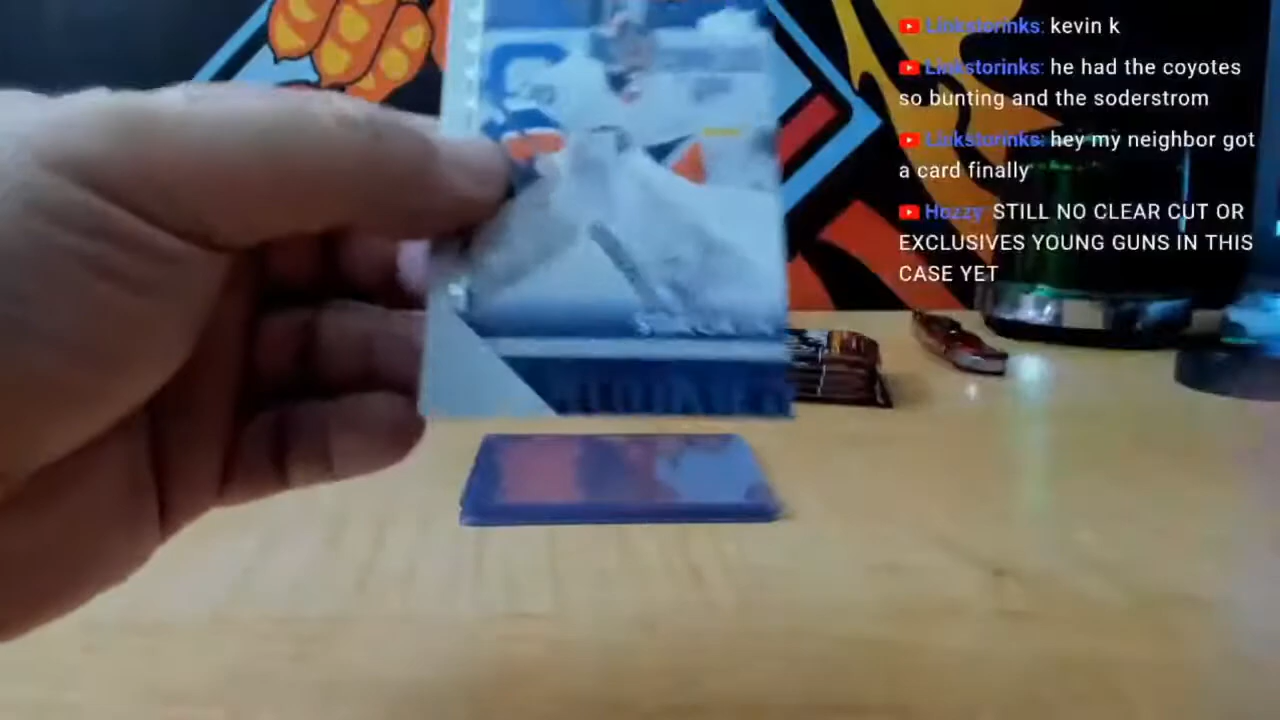 Linkstorinks: kevin k
Linkstorinks: he had the coyotes
so bunting and the soderstrom
Linkstorinks: hey my neighbor got
a card finally
Hozzy: STILL NO CLEAR CUT OR
EXCLUSIVES YOUNG GUNS IN THIS
CASE YET